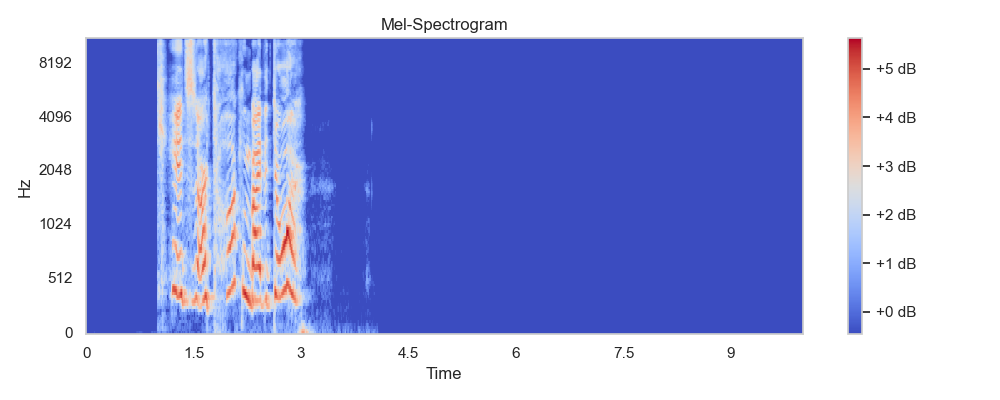 Mel-Spectrogram
8192
4096
2048
1024
512
0
Hz
0 1.5 3 4.5 6 7.5 9
Time
+5 dB
+4 dB
+3 dB
+2 dB
+1 dB
+0 dB